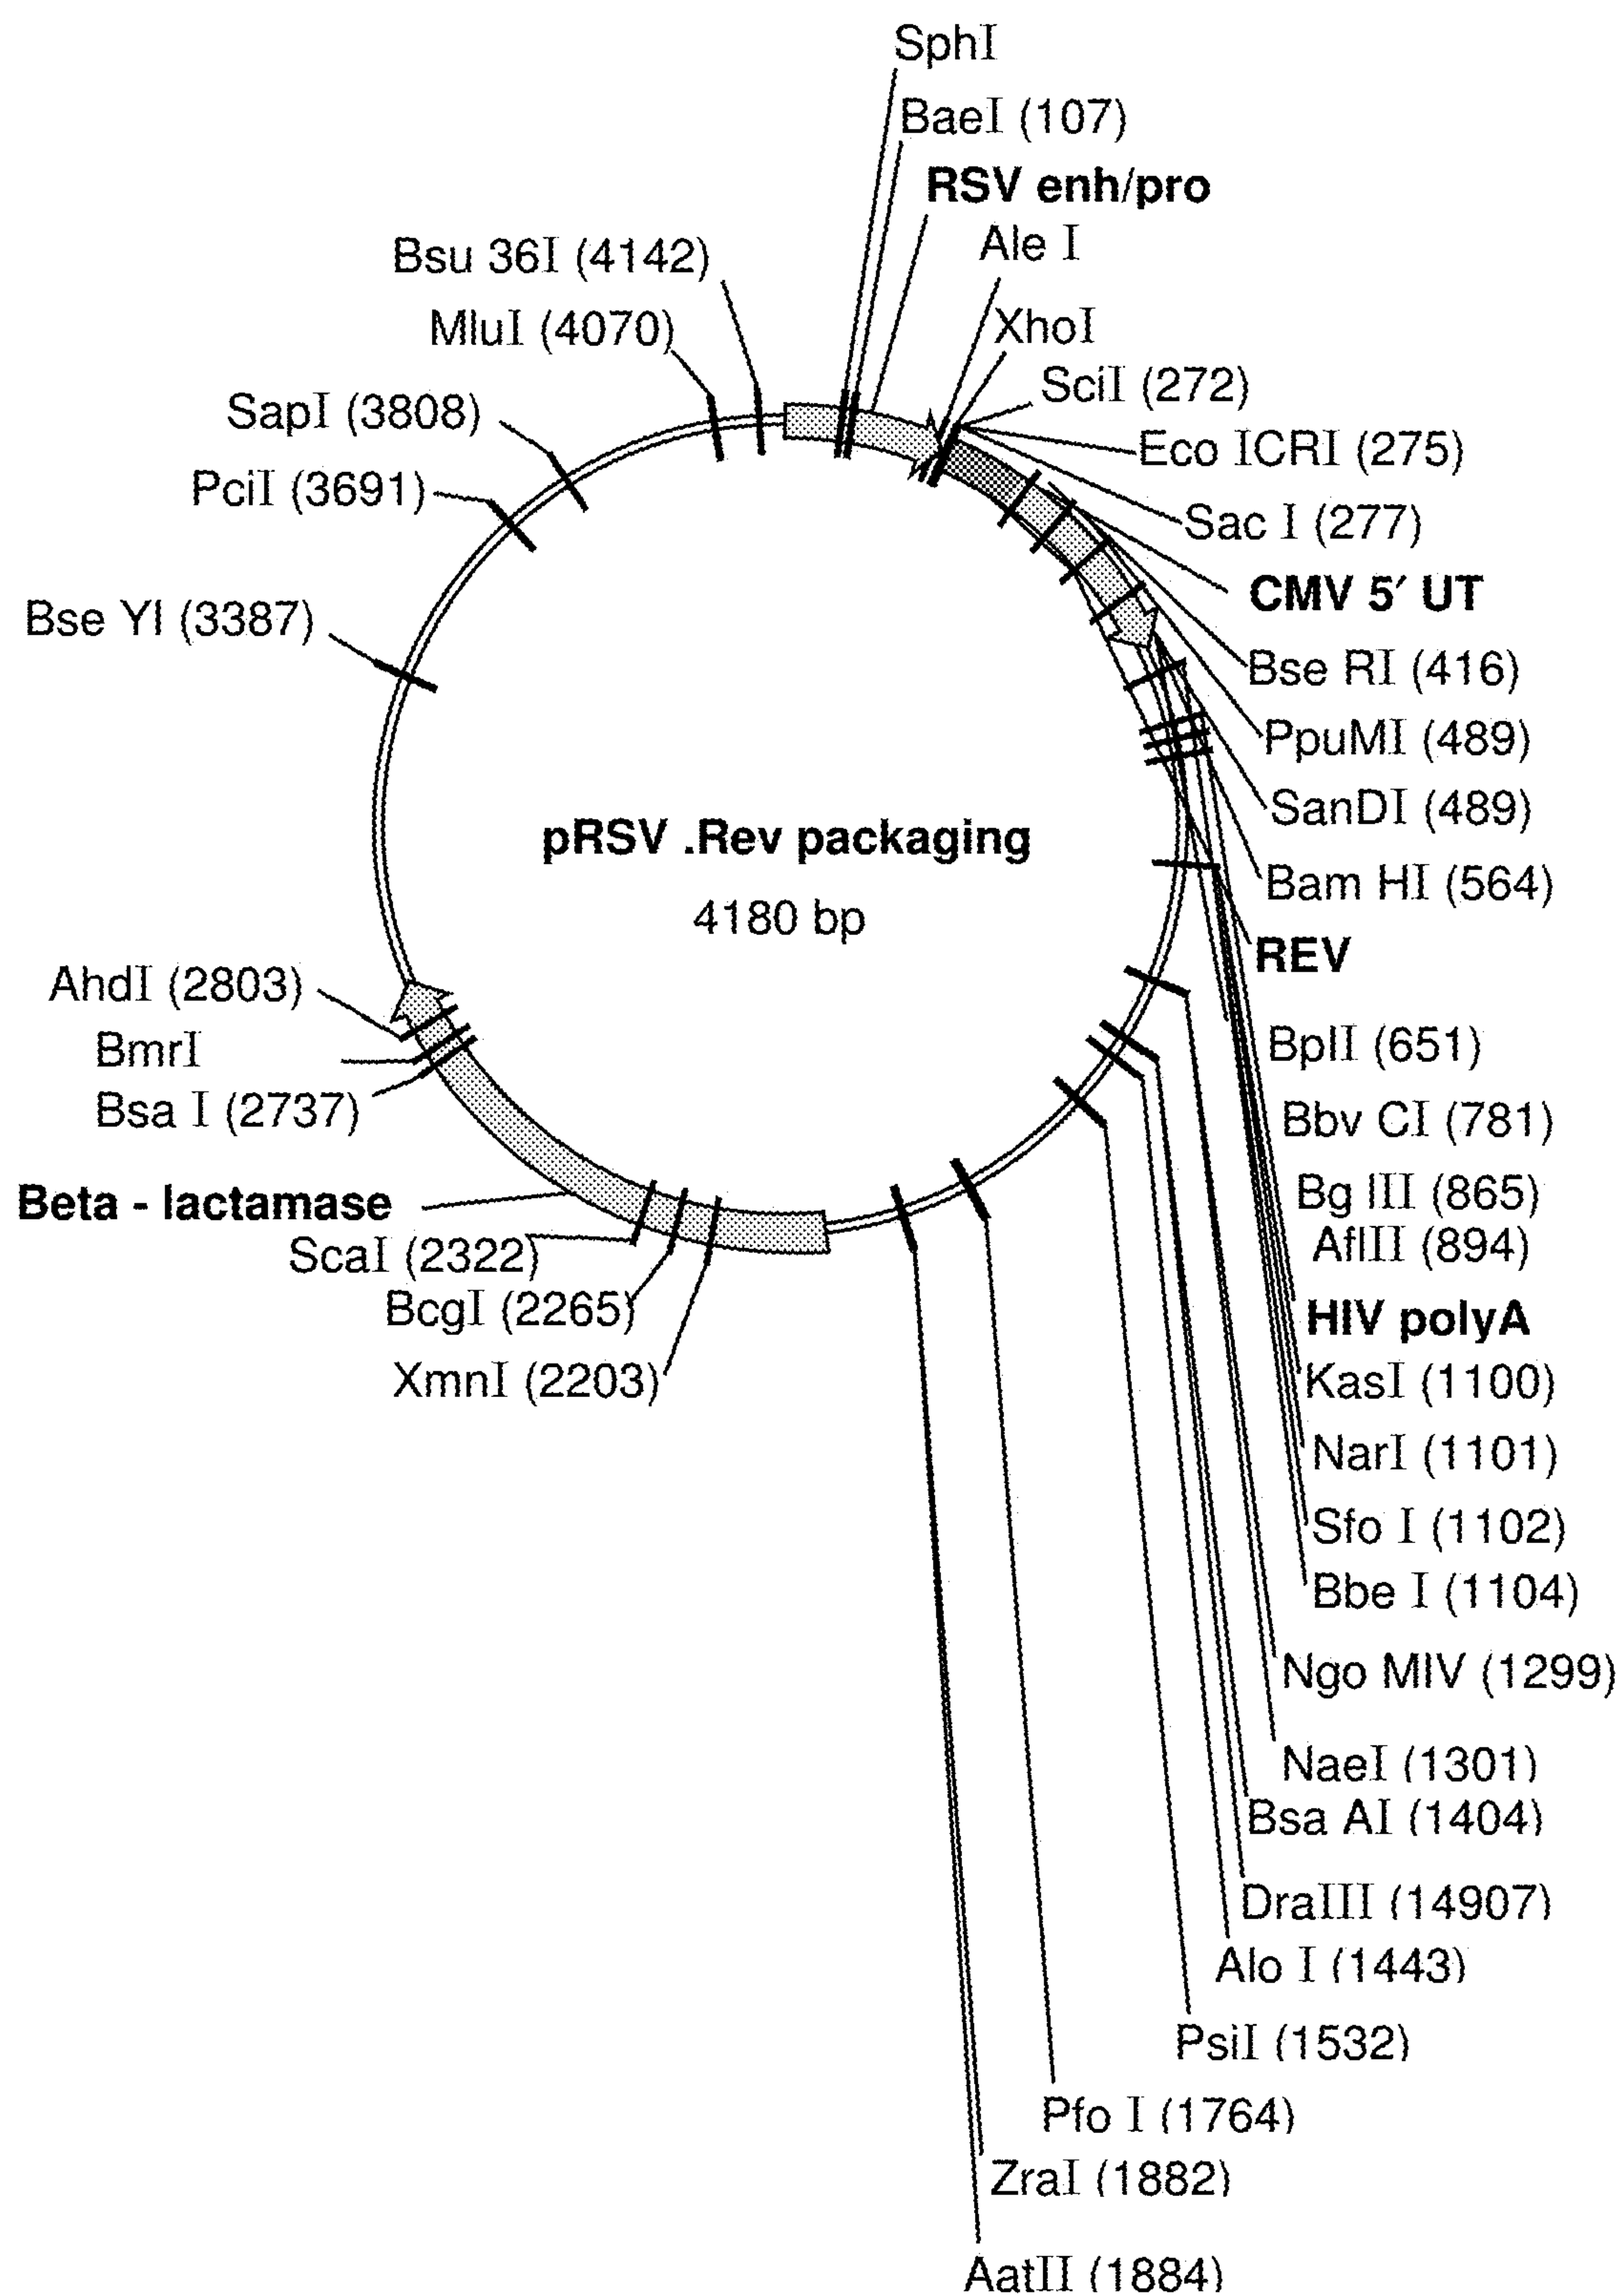 SphI
BaeI (107)
RSV enh/pro
Ale I
Bsu 36I (4142)
XhoI
MluI (4070)
SciI (272)
SapI (3808)
Eco ICRI (275)
PciI (3691)
Sac I (277)
CMV 5′ UT
Bse YI (3387)
Bse RI (416)
PpuMI (489)
SanDI (489)
pRSV .Rev packaging
4180 bp
Bam HI (564)
REV
AhdI (2803)
BplI (651)
BmrI
Bsa I (2737)
Bbv CI (781)
Bg lII (865)
Beta - lactamase
AflII (894)
ScaI (2322)
BcgI (2265)
HIV polyA
XmnI (2203)
KasI (1100)
NarI (1101)
Sfo I (1102)
Bbe I (1104)
Ngo MIV (1299)
NaeI (1301)
Bsa AI (1404)
DraIII (14907)
Alo I (1443)
PsiI (1532)
Pfo I (1764)
ZraI (1882)
AatII (1884)